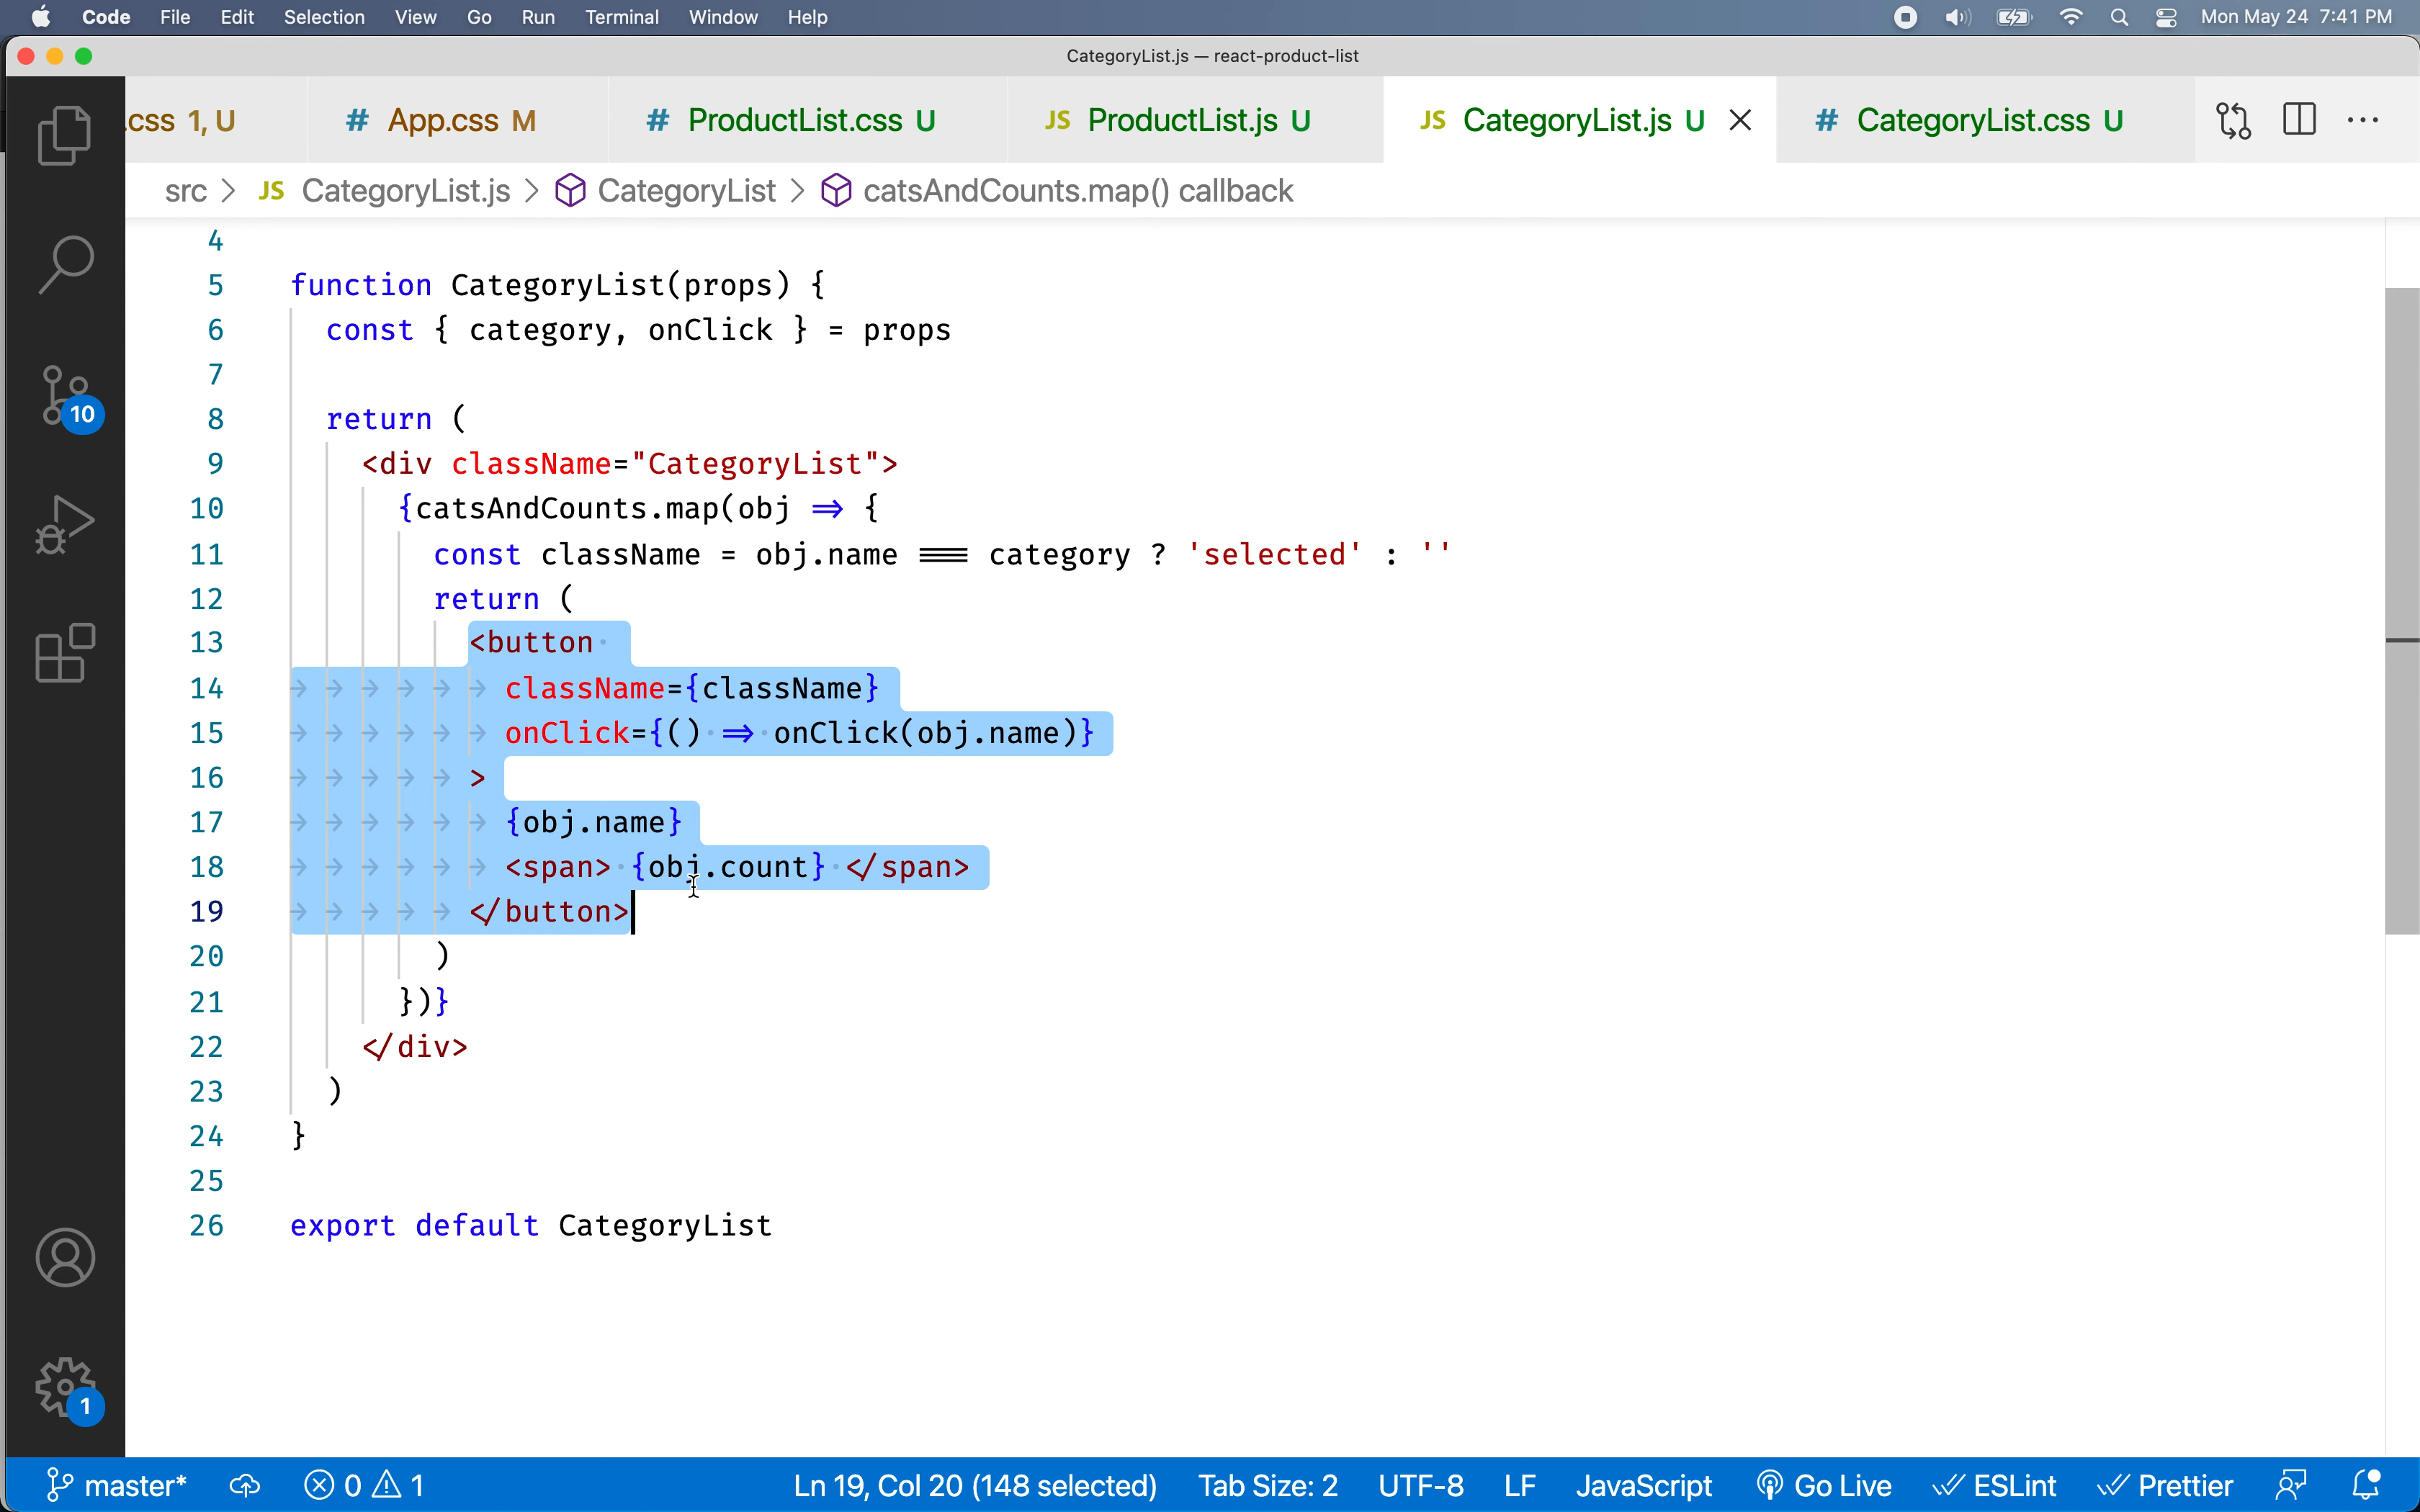 Code File Edit Selection View Go Run Terminal Window Help Mon May 24 7:41 PM
CategoryList.js — react-product-list
.css 1, U # App.css M # ProductList.css U JS ProductList.js U JS CategoryList.js U # CategoryList.css U
src > JS CategoryList.js > CategoryList > catsAndCounts.map() callback
4
5 function CategoryList(props) {
6 const { category, onClick } = props
7
8 return (
9 <div className="CategoryList">
10 {catsAndCounts.map(obj => {
11 const className = obj.name === category ? 'selected' : ''
12 return (
13 <button
14 className={className}
15 onClick={() => onClick(obj.name)}
16 >
17 {obj.name}
18 <span> {obj.count} </span>
19 </button>
20 )
21 })}
22 </div>
23 )
24 }
25
26 export default CategoryList
10
1
master* 0 1 Ln 19, Col 20 (148 selected) Tab Size: 2 UTF-8 LF JavaScript Go Live ESLint Prettier